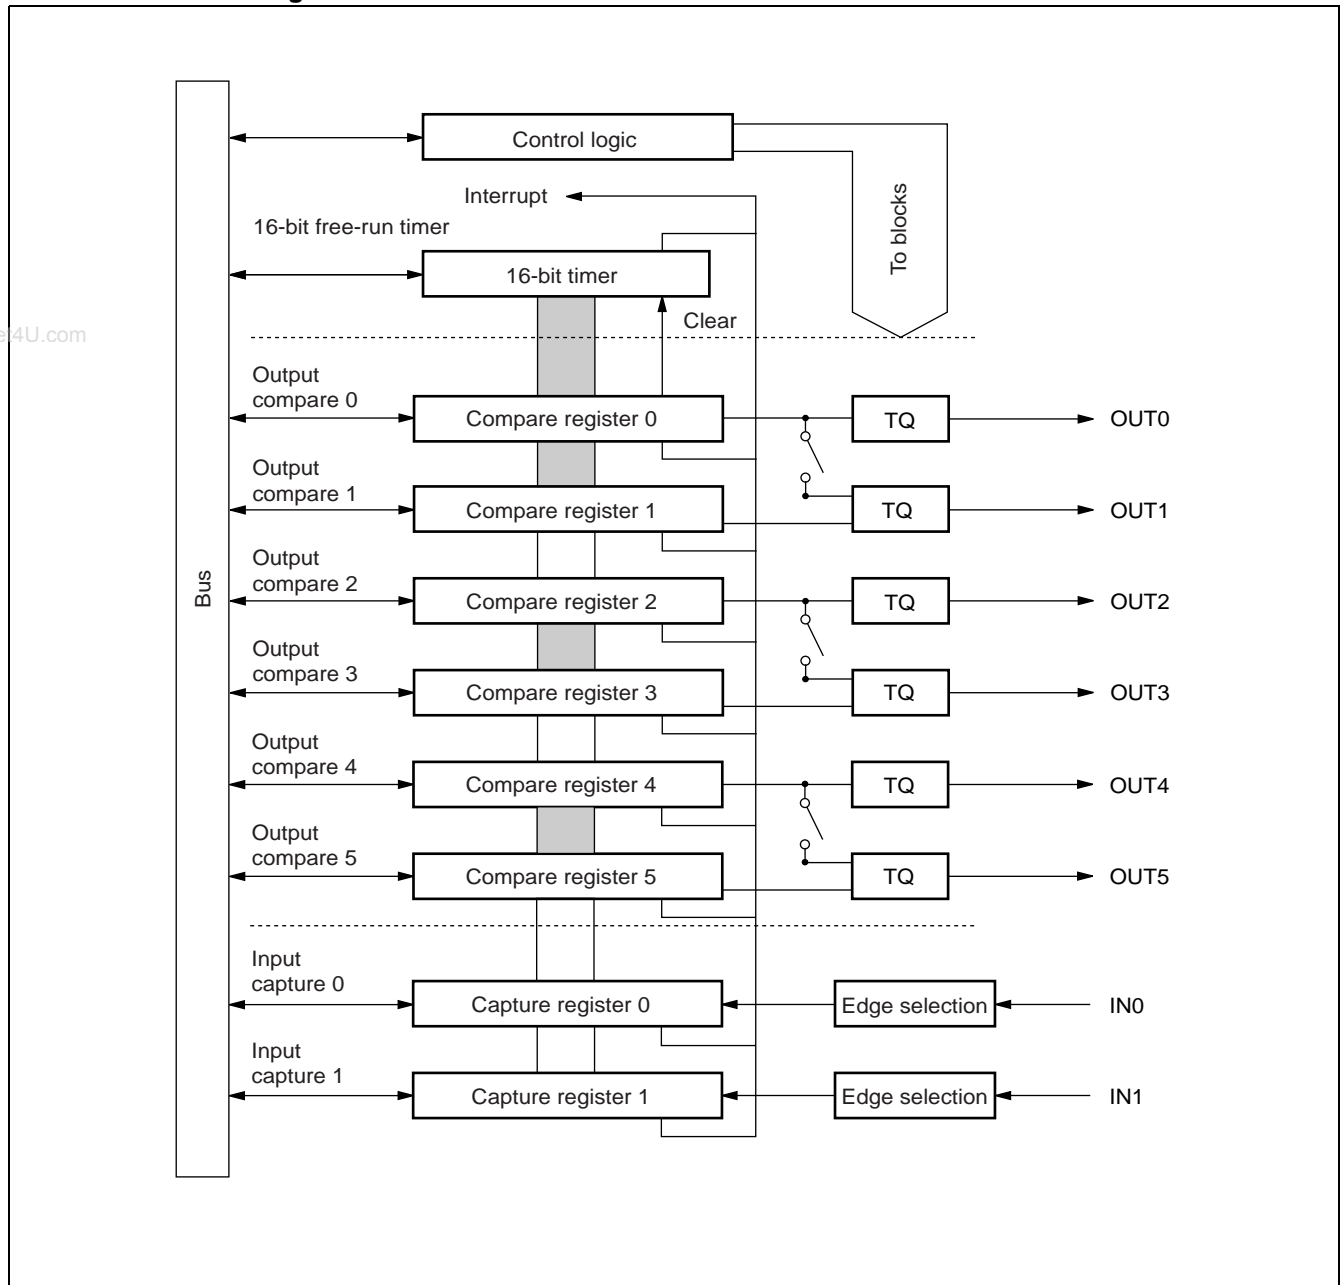 Control logic
Interrupt
To blocks
16-bit free-run timer
16-bit timer
Clear
et4U.com
Output
compare 0
Compare register 0
TQ
OUT0
Output
compare 1
Compare register 1
TQ
OUT1
Output
compare 2
Bus
Compare register 2
TQ
OUT2
Output
compare 3
Compare register 3
TQ
OUT3
Output
compare 4
Compare register 4
TQ
OUT4
Output
compare 5
Compare register 5
TQ
OUT5
Input
capture 0
Capture register 0
Edge selection
IN0
Input
capture 1
Capture register 1
Edge selection
IN1